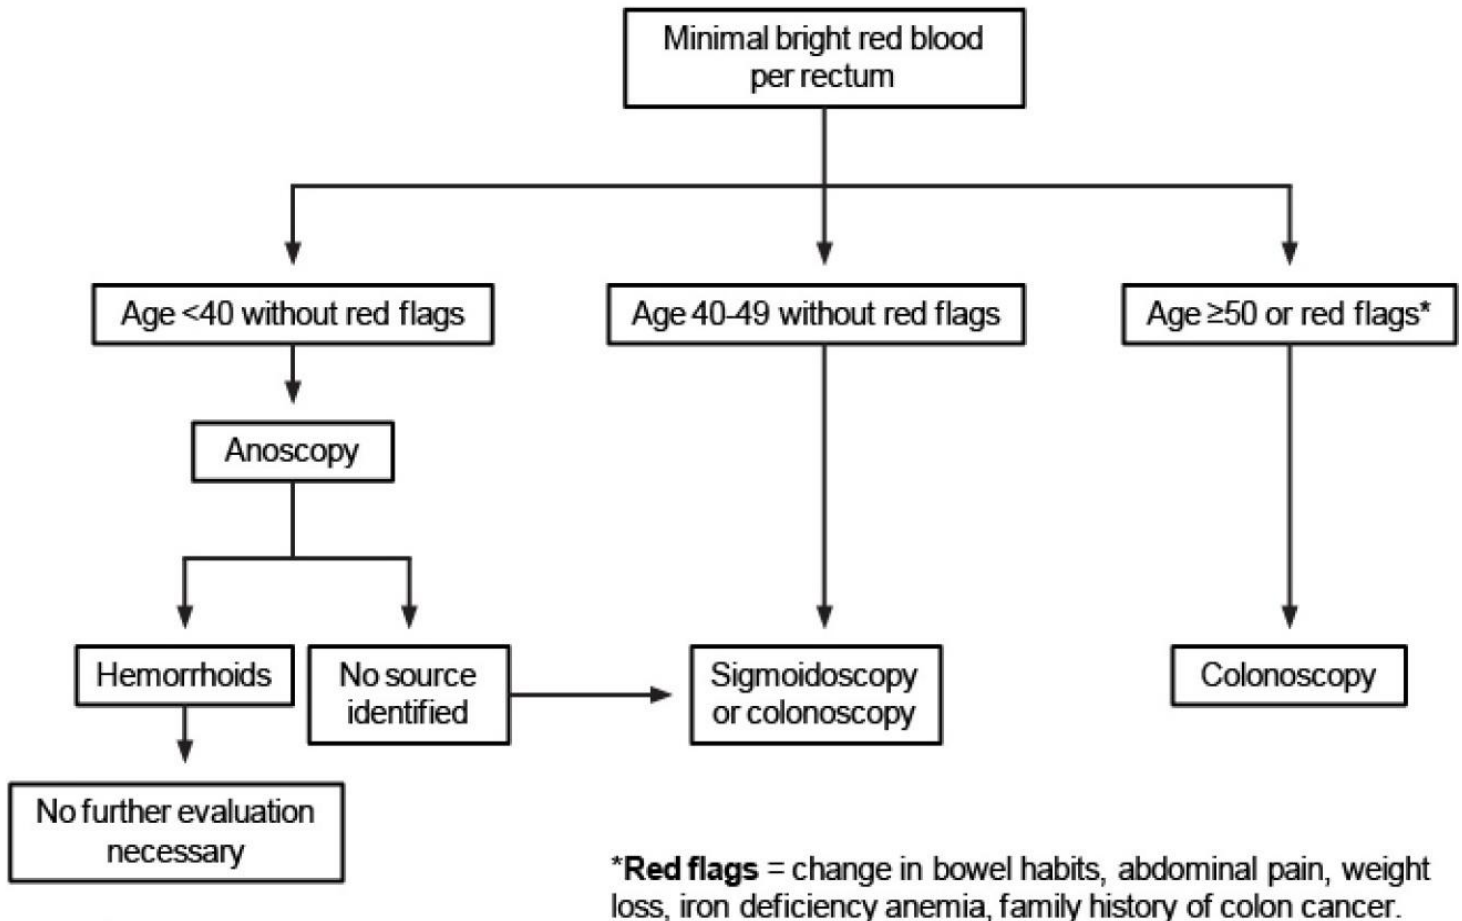 Minimal bright red blood
per rectum
Age <40 without red flags
Age 40-49 without red flags
Age ≥50 or red flags*
Anoscopy
Hemorrhoids
No source
identified
Sigmoidoscopy
or colonoscopy
Colonoscopy
No further evaluation
necessary
*Red flags = change in bowel habits, abdominal pain, weight
loss, iron deficiency anemia, family history of colon cancer.